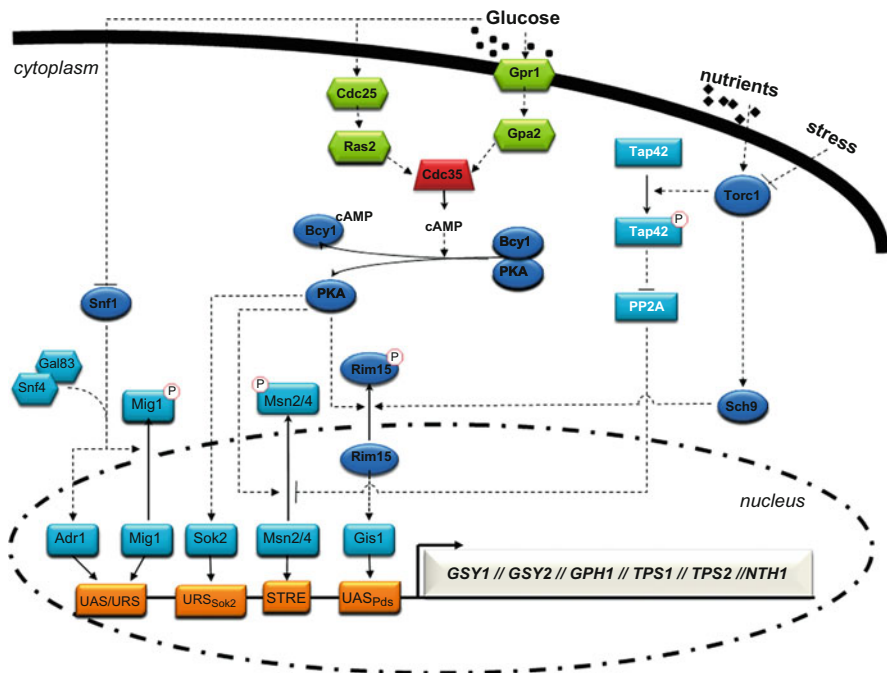 Glucose
cytoplasm
Gpr1
nutrients
Cdc25
stress
Ras2
Gpa2
Tap42
Cdc35
Torc1
cAMP
Bcy1
cAMP
P
Tap42
Bcy1
PKA
PKA
Snf1
PP2A
Gal83
Snf4
P
Mig1
P
Msn2/4
P
Rim15
Sch9
Rim15
nucleus
Adr1
Mig1
Sok2
Msn2/4
Gis1
GSY1 // GSY2 // GPH1 // TPS1 // TPS2 //NTH1
UAS/URS
URSSok2
STRE
UASPds